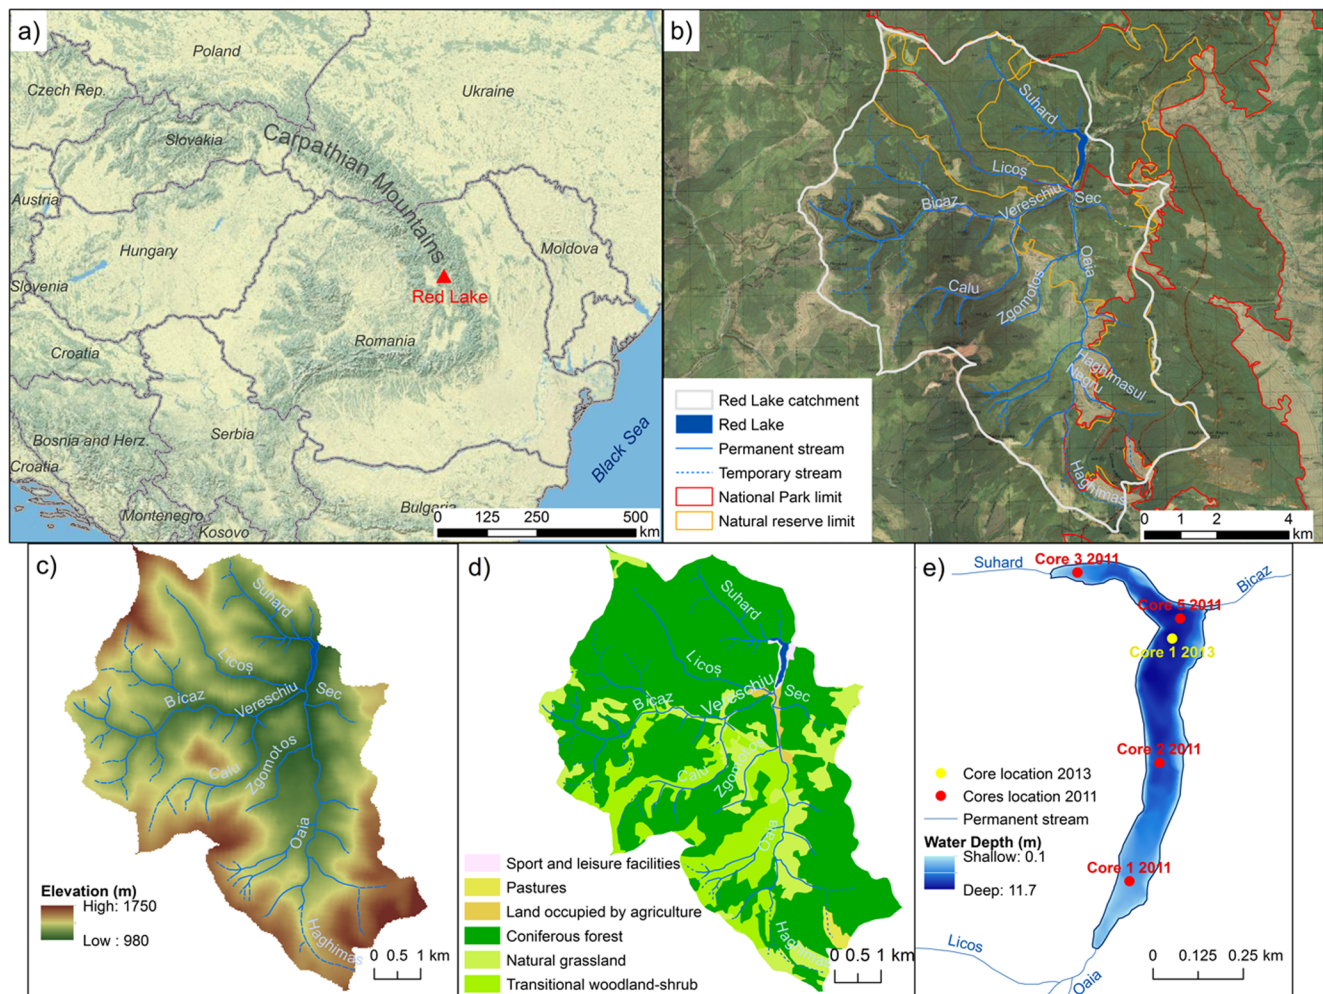 a)
Poland
Czech Rep.
Ukraine
Slovakia
Carpathian Mountains
Austria
Hungary
Moldova
Slovenia
Red Lake
Croatia
Romania
Bosnia and Herz.
Serbia
Croatia
Black Sea
Montenegro
Kosovo
Bulgaria
0 125 250 500
km
b)
Suhard
Licoș
Bicaz
Vereschiu
Sec
Oaia
Calu
Zgomotos
Haghimasul
Negru
Haghimas
Red Lake catchment
Red Lake
Permanent stream
Temporary stream
National Park limit
Natural reserve limit
0 1 2 4
km
c)
Suhard
Licoș
Bicaz
Vereschiu
Sec
Zgomotos
Calu
Oaia
Haghimas
Elevation (m)
High: 1750
Low : 980
0 0.5 1 km
d)
Suhard
Licoș
Bicaz
Vereschiu
Sec
Zgomotos
Calu
Oaia
Haghimas
Sport and leisure facilities
Pastures
Land occupied by agriculture
Coniferous forest
Natural grassland
Transitional woodland-shrub
0 0.5 1 km
e)
Suhard
Core 3 2011
Bicaz
Core 5 2011
Core 1 2013
Core 2 2011
Core 1 2011
Core location 2013
Cores location 2011
Permanent stream
Water Depth (m)
Shallow: 0.1
Deep: 11.7
Licos
Oaia
0 0.125 0.25 km